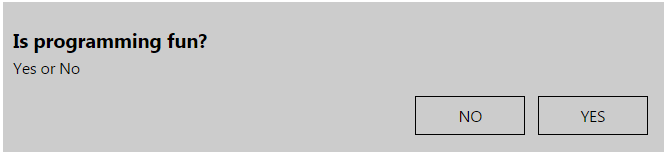 Is programming fun?
Yes or No
NO YES